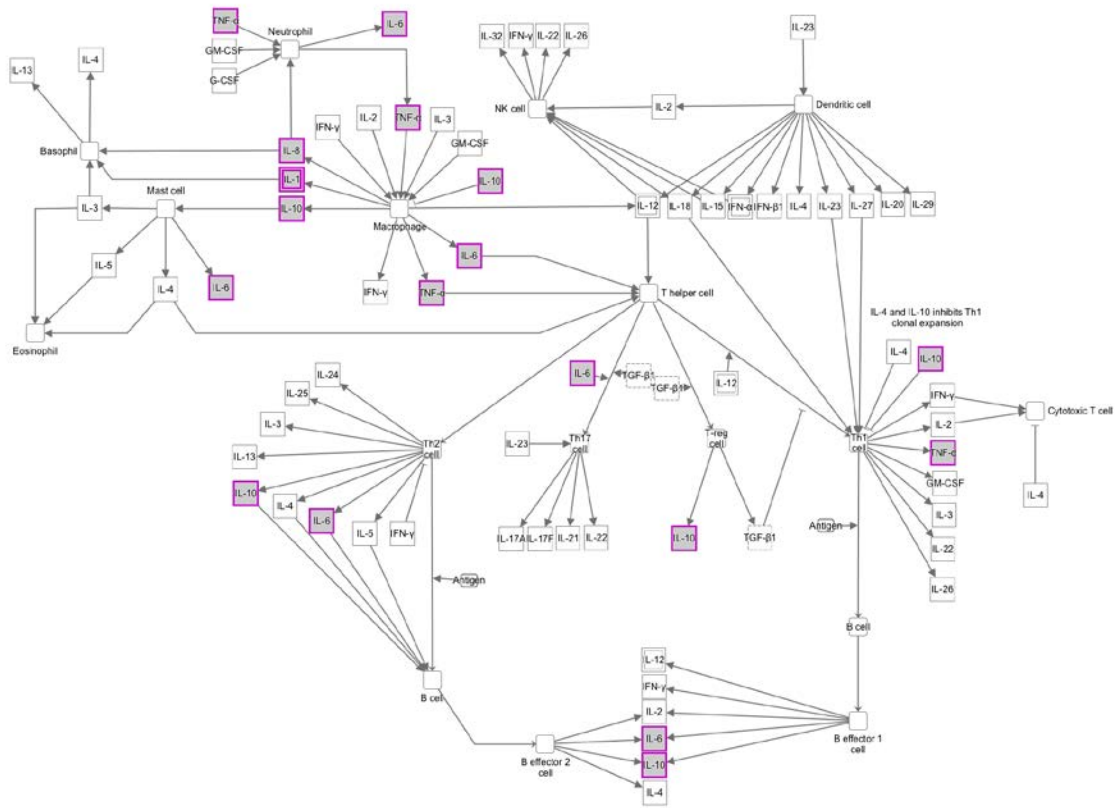 TNF-α
IL-6
Neutrophil
GM-CSF
G-CSF
IL-4
IL-13
IL-32
IFN-γ
IL-22
IL-26
IL-23
NK cell
IL-2
Dendritic cell
IFN-γ
IL-2
TNF-α
IL-3
GM-CSF
Basophil
IL-8
IL-1
IL-10
Mast cell
IL-3
IL-10
Macrophage
IL-12
IL-18
IL-15
IFN-α
IFN-β1
IL-4
IL-23
IL-27
IL-20
IL-29
IL-5
IL-4
IL-6
IFN-γ
TNF-α
IL-6
T helper cell
Eosinophil
IL-4 and IL-10 inhibits Th1
clonal expansion
IL-4
IL-10
IL-24
IL-25
IL-3
IL-13
IL-10
IL-4
IL-6
IL-5
IFN-γ
Th2
cell
IL-6
TGF-β1
TGF-β1
IL-12
IL-23
Th17
cell
T-reg
cell
Th1
cell
IFN-γ
IL-2
TNF-α
GM-CSF
IL-3
IL-22
IL-26
Cytotoxic T cell
IL-4
IL-17A
IL-17F
IL-21
IL-22
IL-10
TGF-β1
Antigen
Antigen
B cell
B cell
IL-12
IFN-γ
IL-2
IL-6
IL-10
IL-4
B effector 2
cell
B effector 1
cell